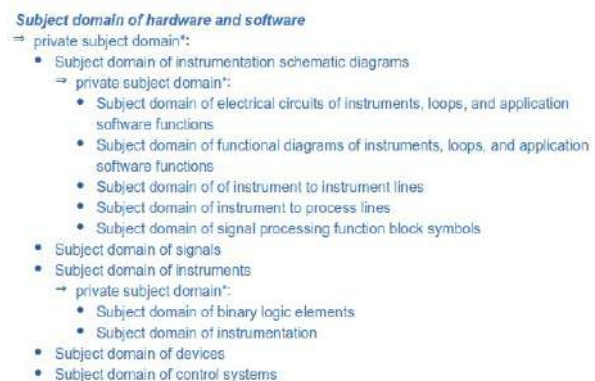 Subject domain of hardware and software
⇒ private subject domain*:
• Subject domain of instrumentation schematic diagrams
⇒ private subject domain*:
• Subject domain of electrical circuits of instruments, loops, and application
software functions
• Subject domain of functional diagrams of instruments, loops, and application
software functions
• Subject domain of of instrument to instrument lines
• Subject domain of instrument to process lines
• Subject domain of signal processing function block symbols
• Subject domain of signals
• Subject domain of instruments
⇒ private subject domain*:
• Subject domain of binary logic elements
• Subject domain of instrumentation
• Subject domain of devices
• Subject domain of control systems